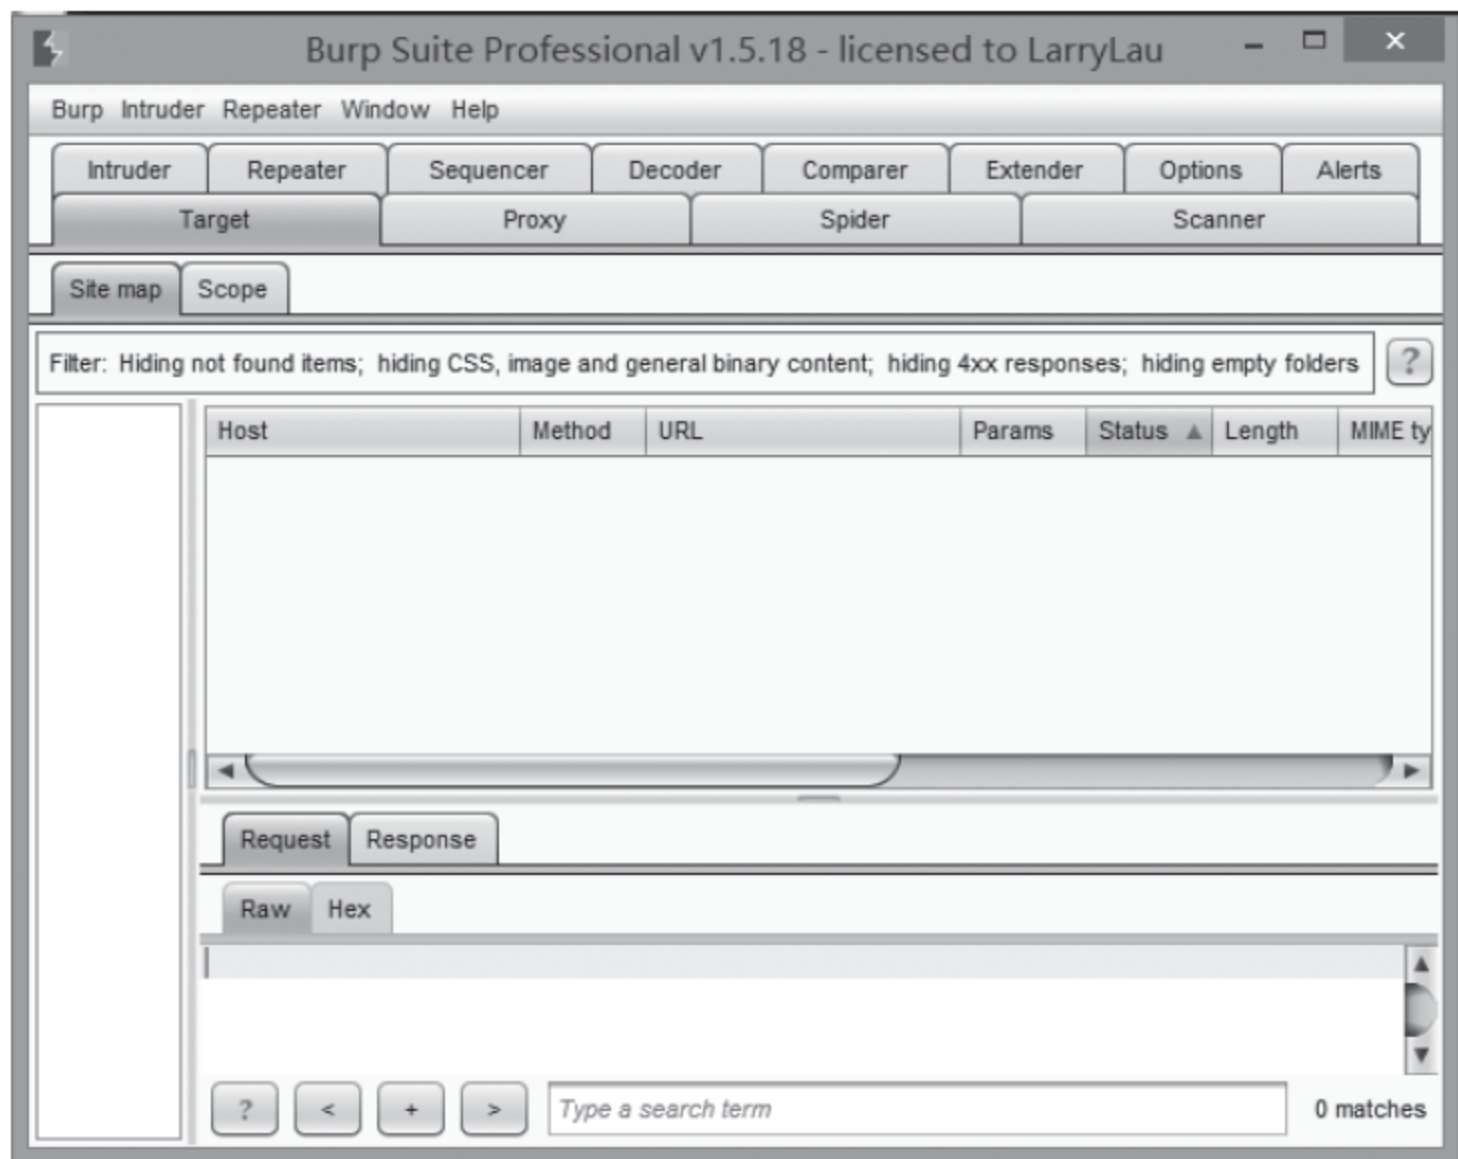 Burp Suite Professional v1.5.18 - licensed to LarryLau
Burp Intruder Repeater Window Help
Intruder Repeater Sequencer Decoder Comparer Extender Options Alerts
Target Proxy Spider Scanner
Site map Scope
Filter: Hiding not found items; hiding CSS, image and general binary content; hiding 4xx responses; hiding empty folders ?
Host Method URL Params Status Length MIME ty
Request Response
Raw Hex
? < + > Type a search term 0 matches